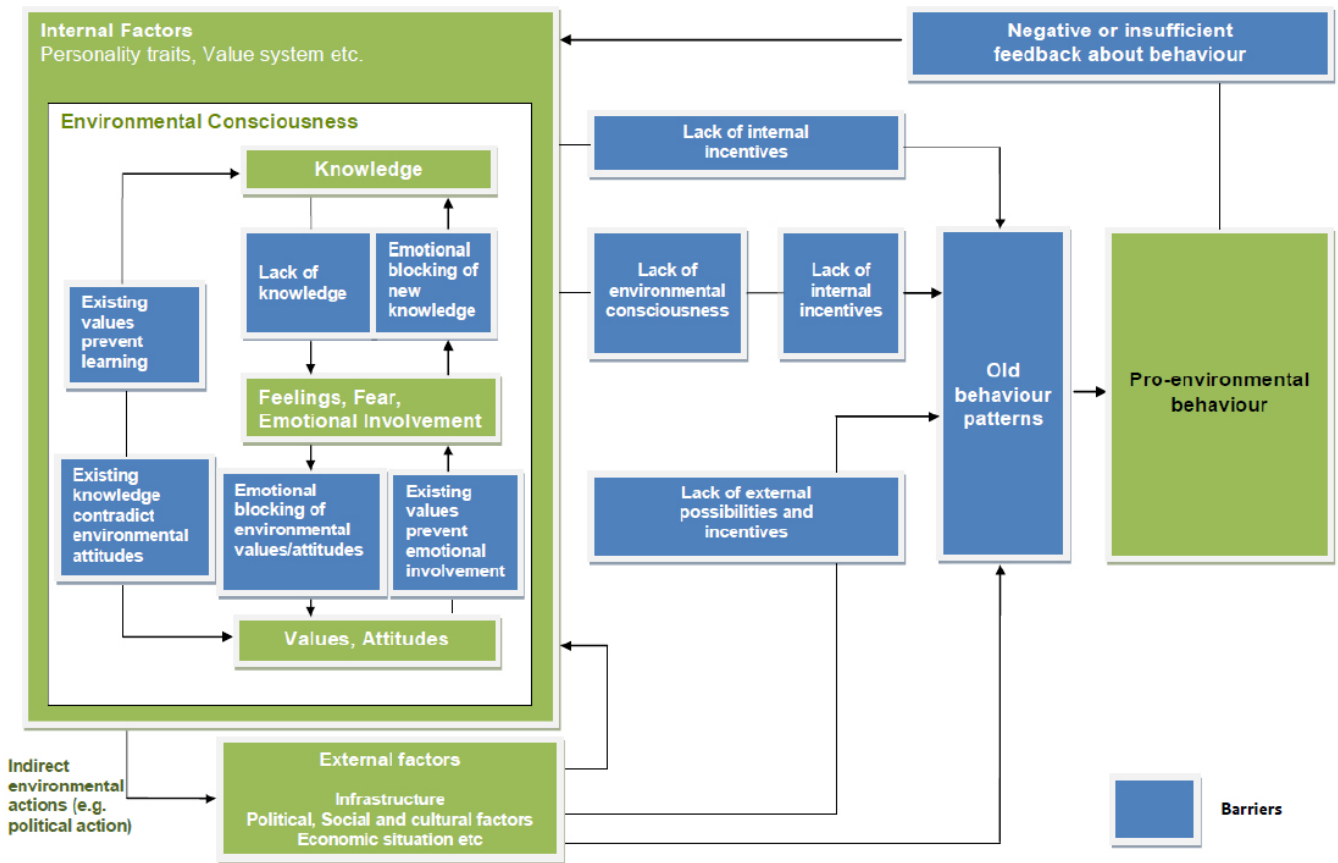 Internal Factors
Personality traits, Value system etc.
Negative or insufficient
feedback about behaviour
Environmental Consciousness
Knowledge
Lack of
knowledge
Emotional
blocking of
new
knowledge
Existing
values
prevent
learning
Feelings, Fear,
Emotional Involvement
Existing
knowledge
contradict
environmental
attitudes
Emotional
blocking of
environmental
values/attitudes
Existing
values
prevent
emotional
involvement
Values, Attitudes
Lack of internal
incentives
Lack of
environmental
consciousness
Lack of
internal
incentives
Lack of external
possibilities and
incentives
Old
behaviour
patterns
Pro-environmental
behaviour
Indirect
environmental
actions (e.g.
political action)
External factors
Infrastructure
Political, Social and cultural factors
Economic situation etc
Barriers